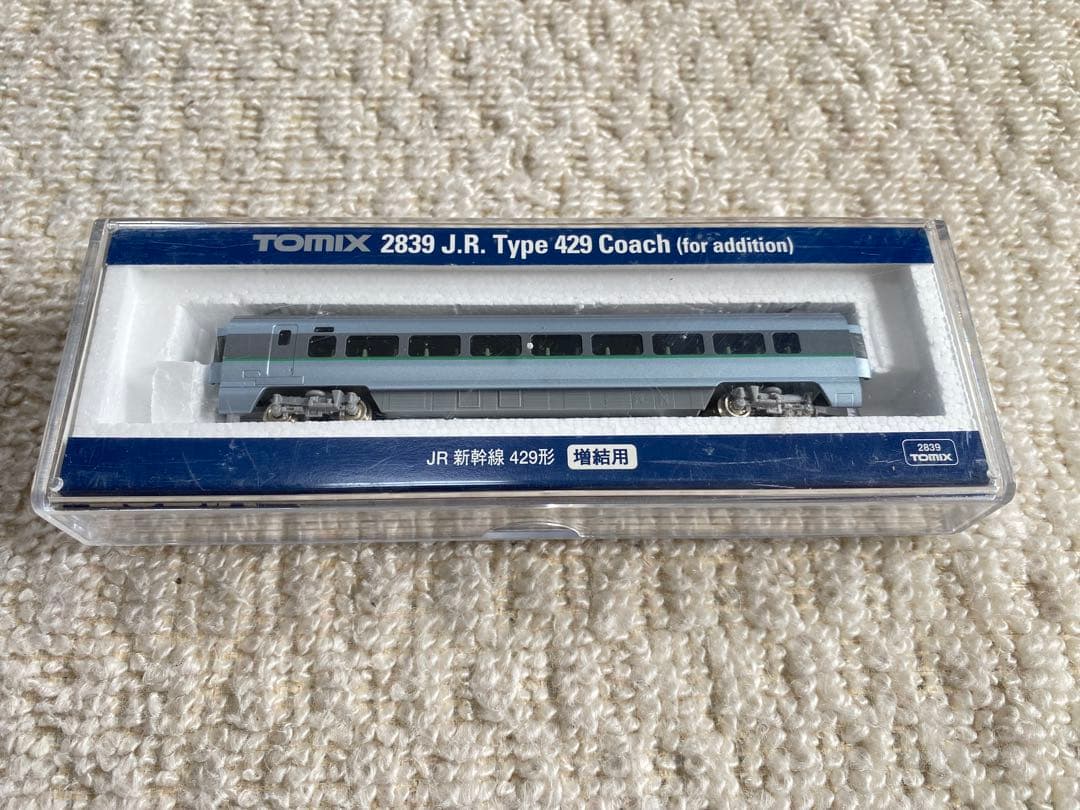 TOMIX 2839 J.R. Type 429 Coach (for addition)
JR 新幹線 429形 増結用
2839
TOMIX